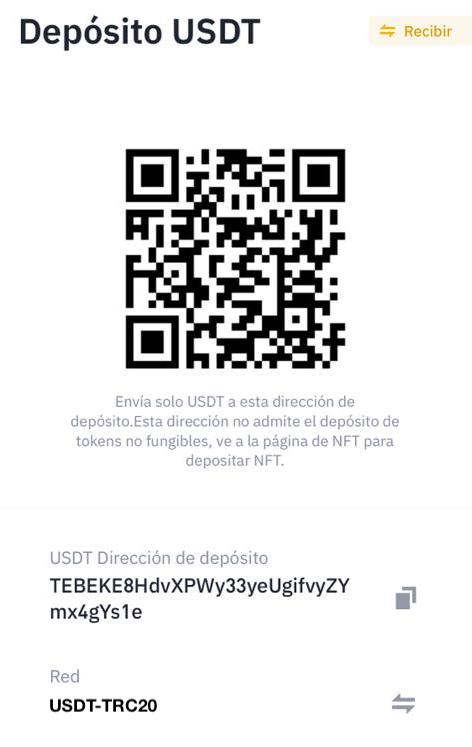 Depósito USDT
Recibir
Envía solo USDT a esta dirección de
depósito.Esta dirección no admite el depósito de
tokens no fungibles, ve a la página de NFT para
depositar NFT.
USDT Dirección de depósito
TEBEKE8HdvXPWy33yeUgifvyZY
mx4gYs1e
Red
USDT-TRC20